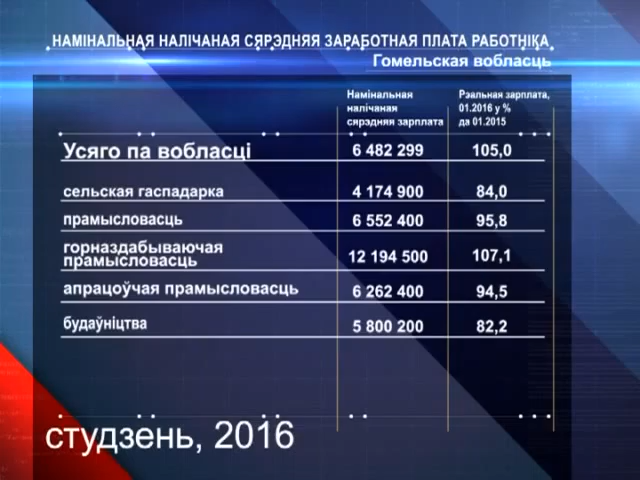 НАМІНАЛЬНАЯ НАЛІЧАНАЯ СЯРЭДНЯЯ ЗАРАБОТНАЯ ПЛАТА РАБОТНІКА
Гомельская вобласць
Намінальная налічаная сярэдняя зарплата
Рэальная зарплата, 01.2016 у % да 01.2015
Усяго па вобласці 6 482 299 105,0
сельская гаспадарка 4 174 900 84,0
прамысловасць 6 552 400 95,8
горназдабываючая прамысловасць 12 194 500 107,1
апрацоўчая прамысловасць 6 262 400 94,5
будаўніцтва 5 800 200 82,2
студзень, 2016